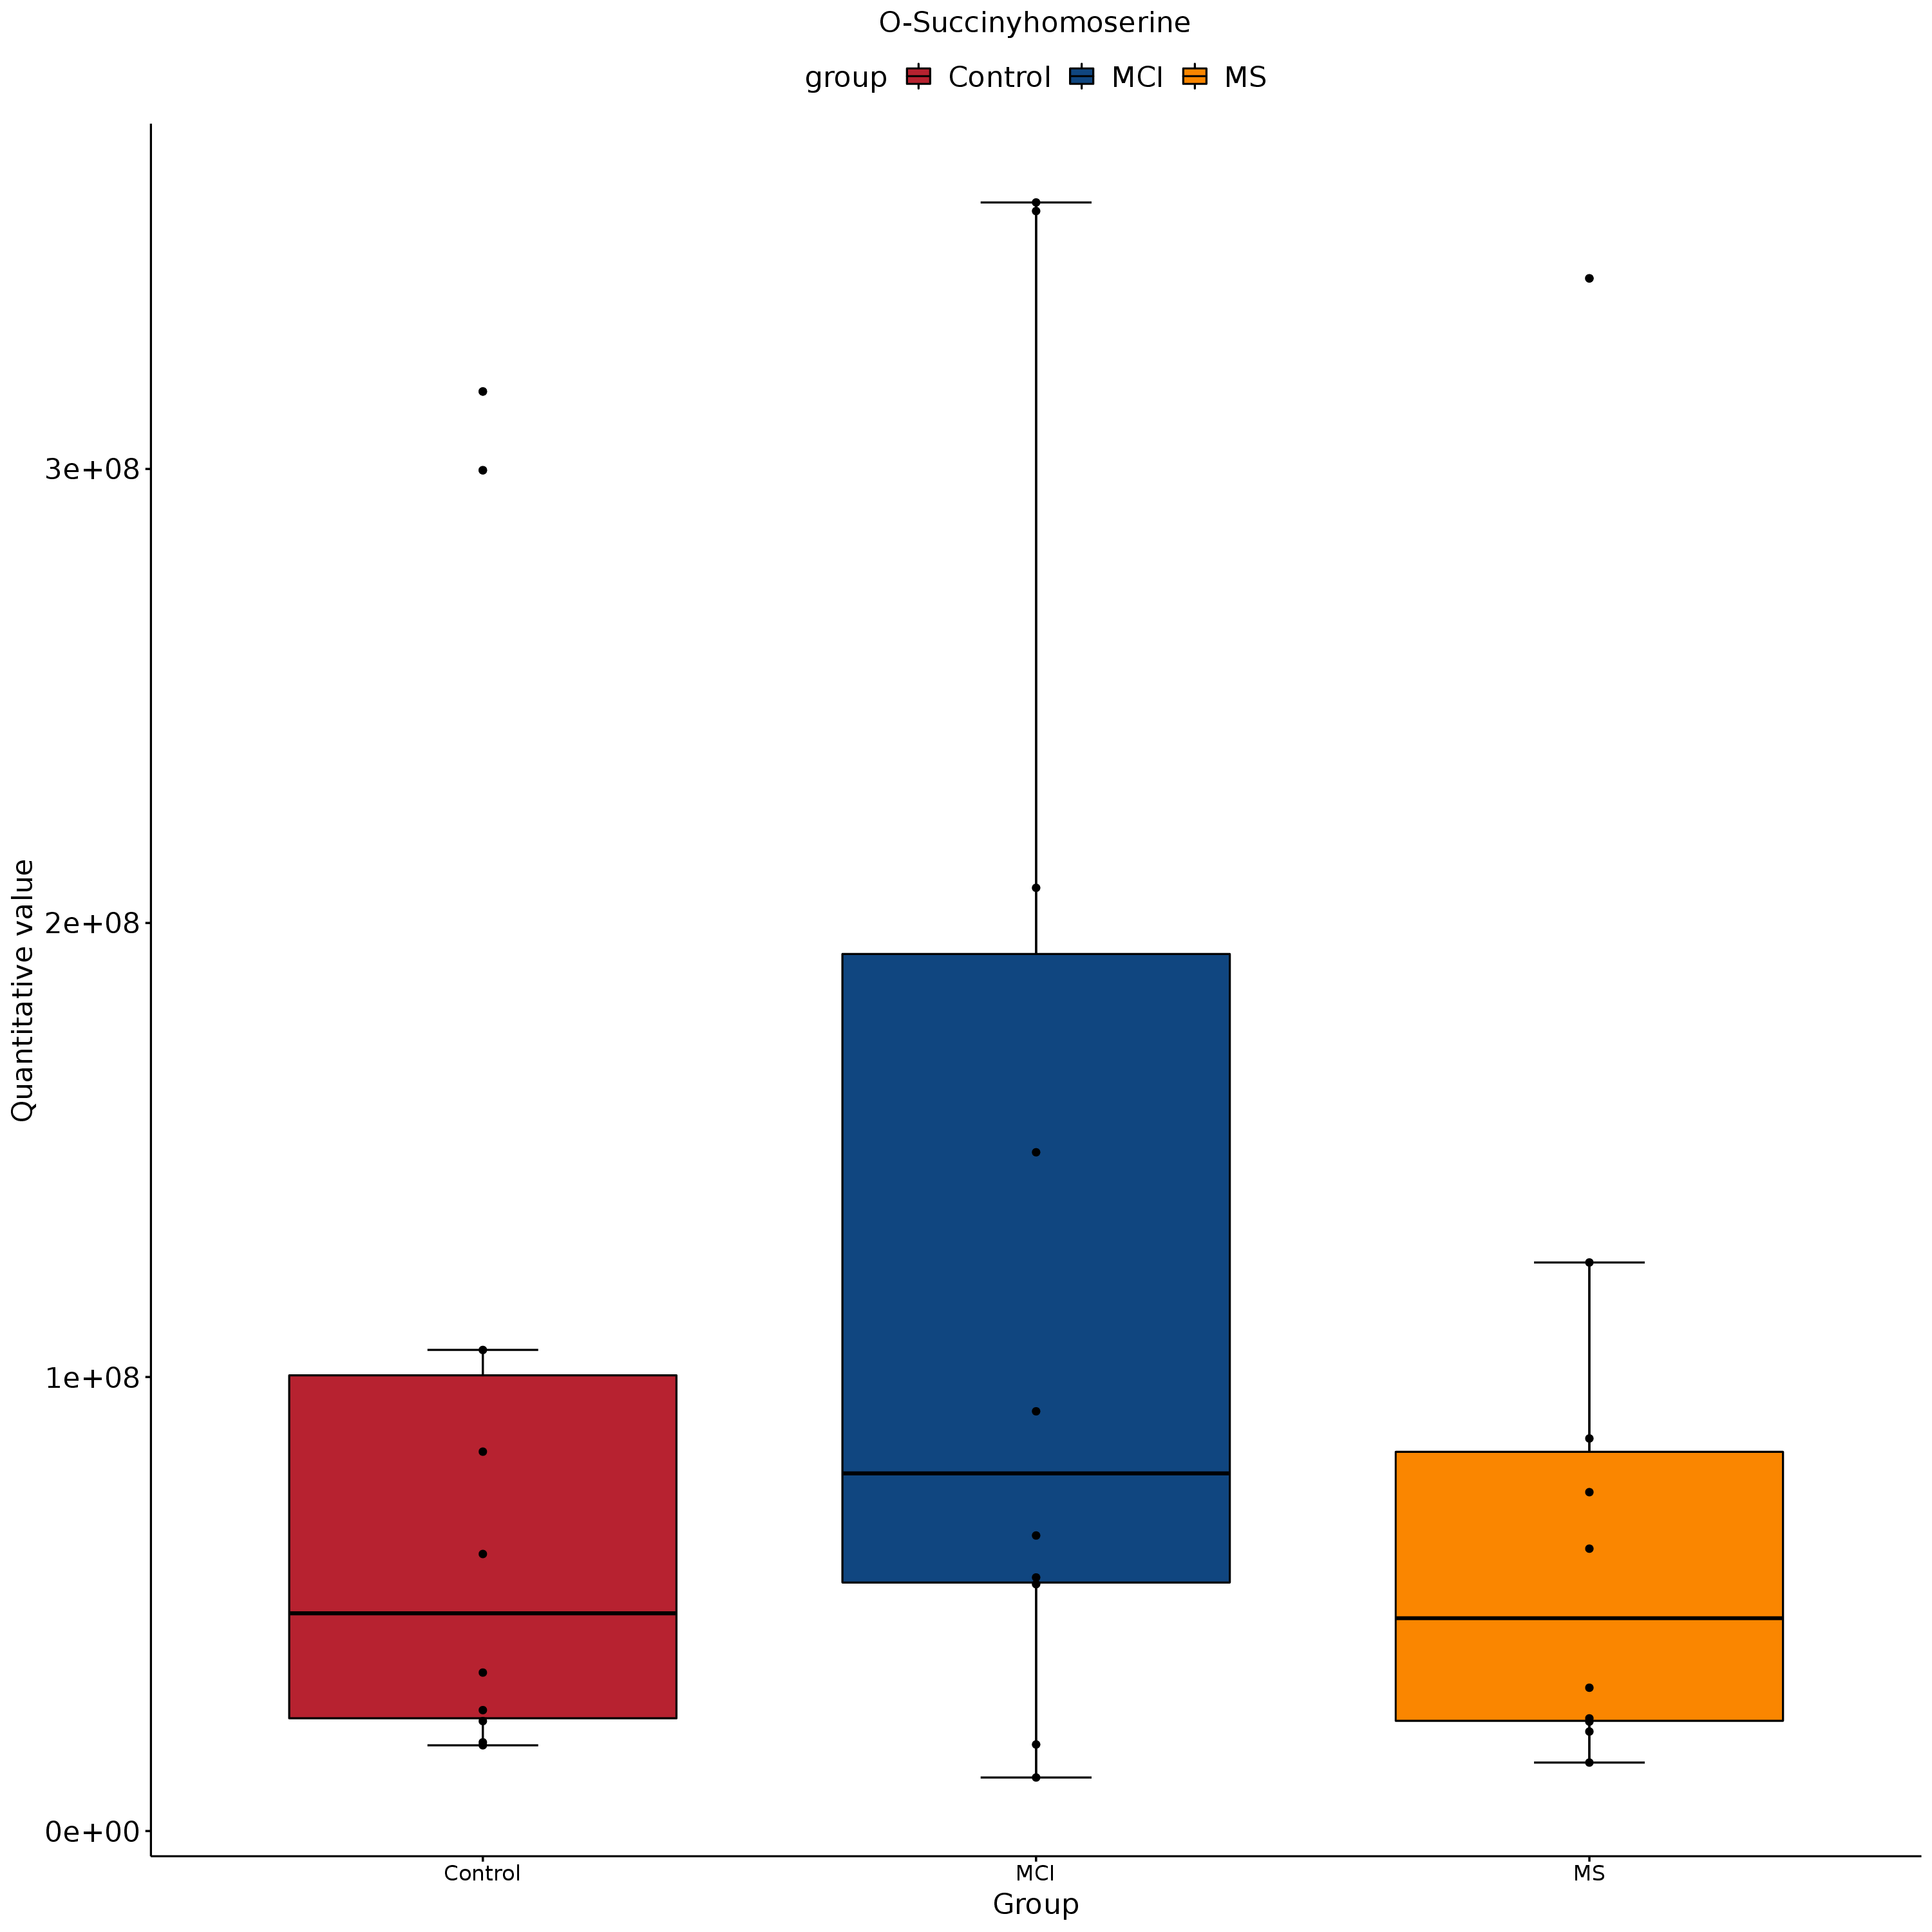 O-Succinyhomoserine
group Control MCI MS
Quantitative value
3e+08
2e+08
1e+08
0e+00
Control MCI MS
Group